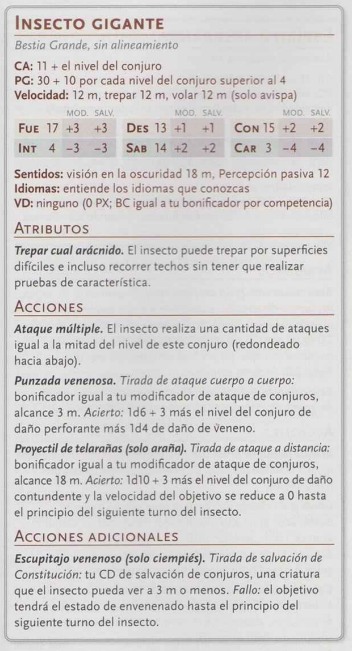 INSECTO GIGANTE
Bestia Grande, sin alineamiento
CA: 11 + el nivel del conjuro
PG: 30 + 10 por cada nivel del conjuro superior al 4
Velocidad: 12 m, trepar 12 m, volar 12 m (solo avispa)
MOD. SALV. MOD. SALV. MOD. SALV.
FUE 17 +3 +3 DES 13 +1 +1 CON 15 +2 +2
INT 4 −3 −3 SAB 14 +2 +2 CAR 3 −4 −4
Sentidos: visión en la oscuridad 18 m, Percepción pasiva 12
Idiomas: entiende los idiomas que conozcas
VD: ninguno (0 PX; BC igual a tu bonificador por competencia)
ATRIBUTOS
Trepar cual arácnido. El insecto puede trepar por superficies
difíciles e incluso recorrer techos sin tener que realizar
pruebas de característica.
ACCIONES
Ataque múltiple. El insecto realiza una cantidad de ataques
igual a la mitad del nivel de este conjuro (redondeado
hacia abajo).
Punzada venenosa. Tirada de ataque cuerpo a cuerpo:
bonificador igual a tu modificador de ataque de conjuros,
alcance 3 m. Acierto: 1d6 + 3 más el nivel del conjuro de
daño perforante más 1d4 de daño de veneno.
Proyectil de telarañas (solo araña). Tirada de ataque a distancia:
bonificador igual a tu modificador de ataque de conjuros,
alcance 18 m. Acierto: 1d10 + 3 más el nivel del conjuro de daño
contundente y la velocidad del objetivo se reduce a 0 hasta
el principio del siguiente turno del insecto.
ACCIONES ADICIONALES
Escupitajo venenoso (solo ciempiés). Tirada de salvación de
Constitución: tu CD de salvación de conjuros, una criatura
que el insecto pueda ver a 3 m o menos. Fallo: el objetivo
tendrá el estado de envenenado hasta el principio del
siguiente turno del insecto.